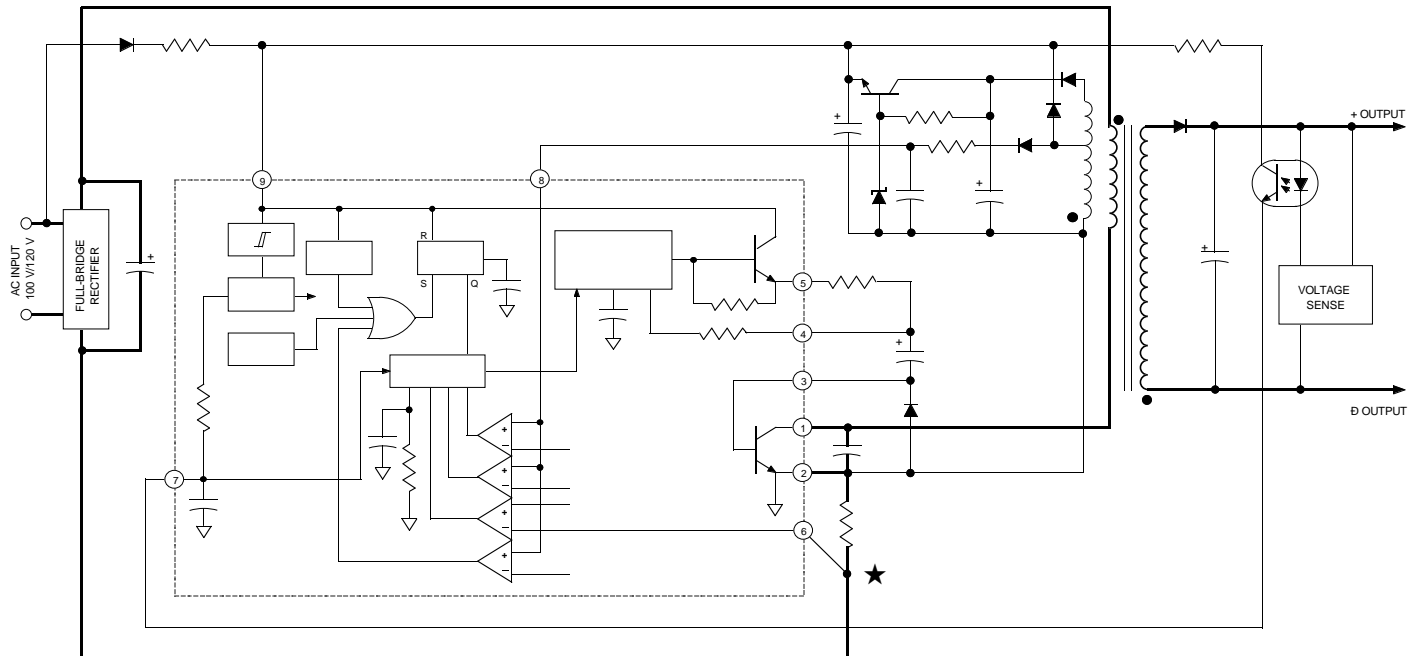 + OUTPUT
9
8
AC INPUT
100 V/120 V
FULL-BRIDGE
RECTIFIER
+
+
+
+
R
S
Q
5
VOLTAGE
SENSE
4
+
3
Ð OUTPUT
1
+
–
2
+
–
7
+
–
6
+
–